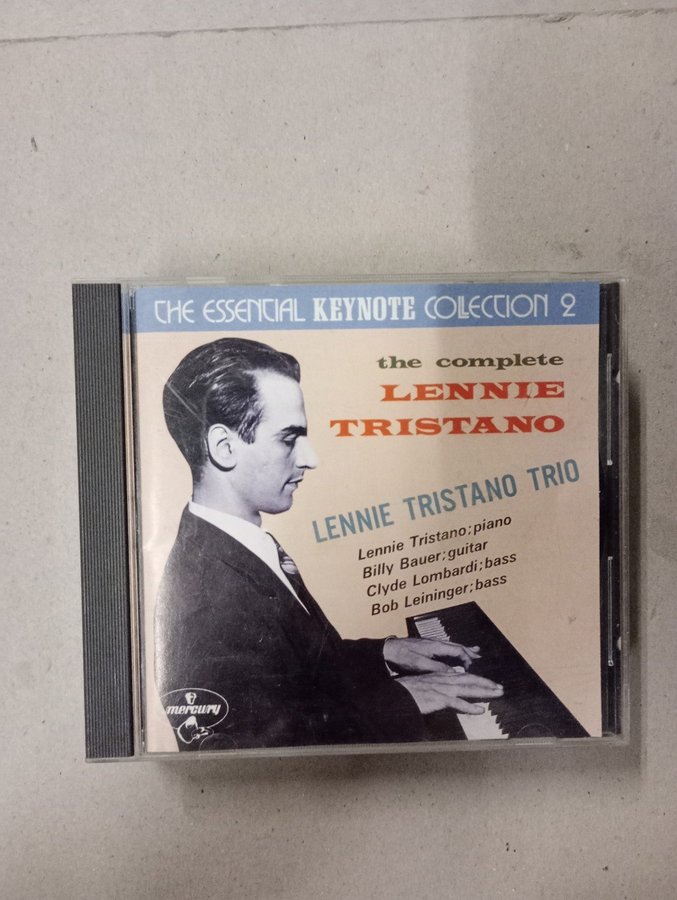 THE ESSENTIAL KEYNOTE COLLECTION 2
the complete
LENNIE
TRISTANO
LENNIE TRISTANO TRIO
Lennie Tristano;piano
Billy Bauer;guitar
Clyde Lombardi;bass
Bob Leininger;bass
mercury